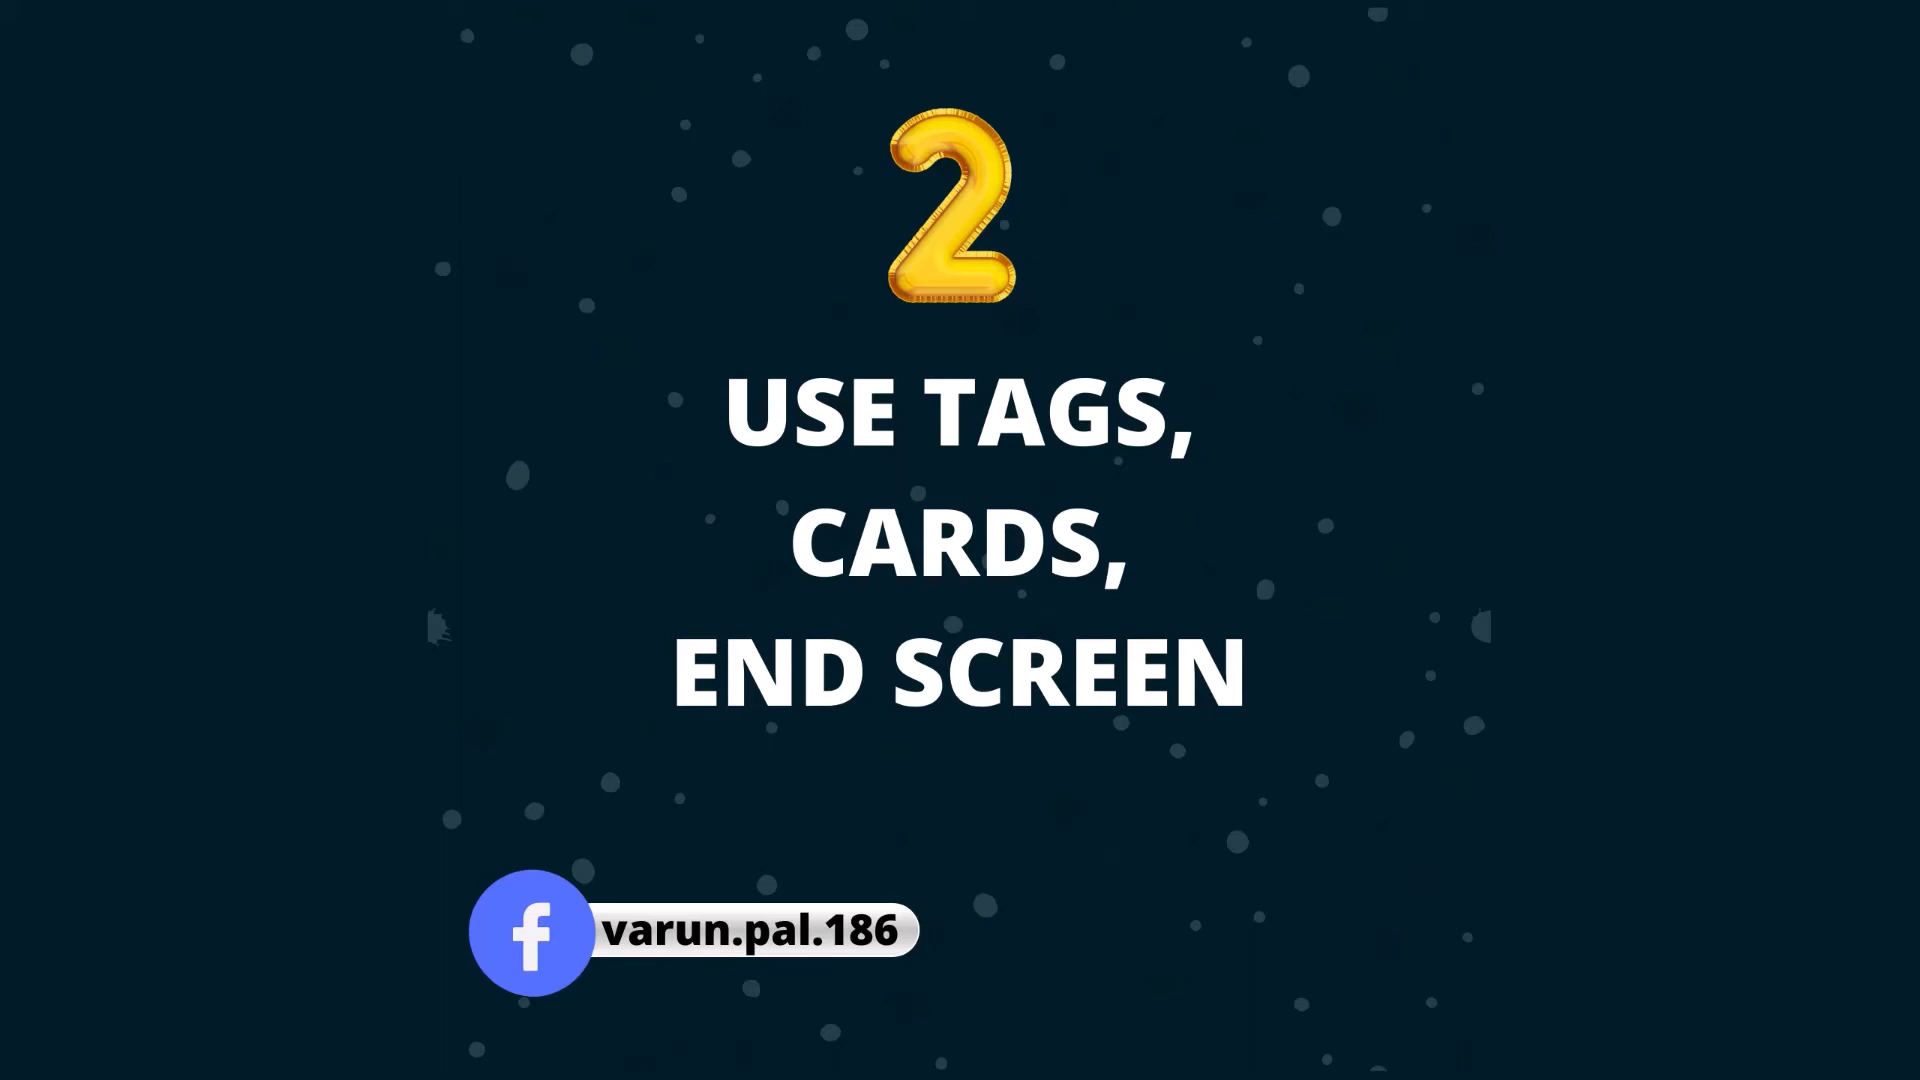 2
USE TAGS,
CARDS,
END SCREEN
f varun.pal.186